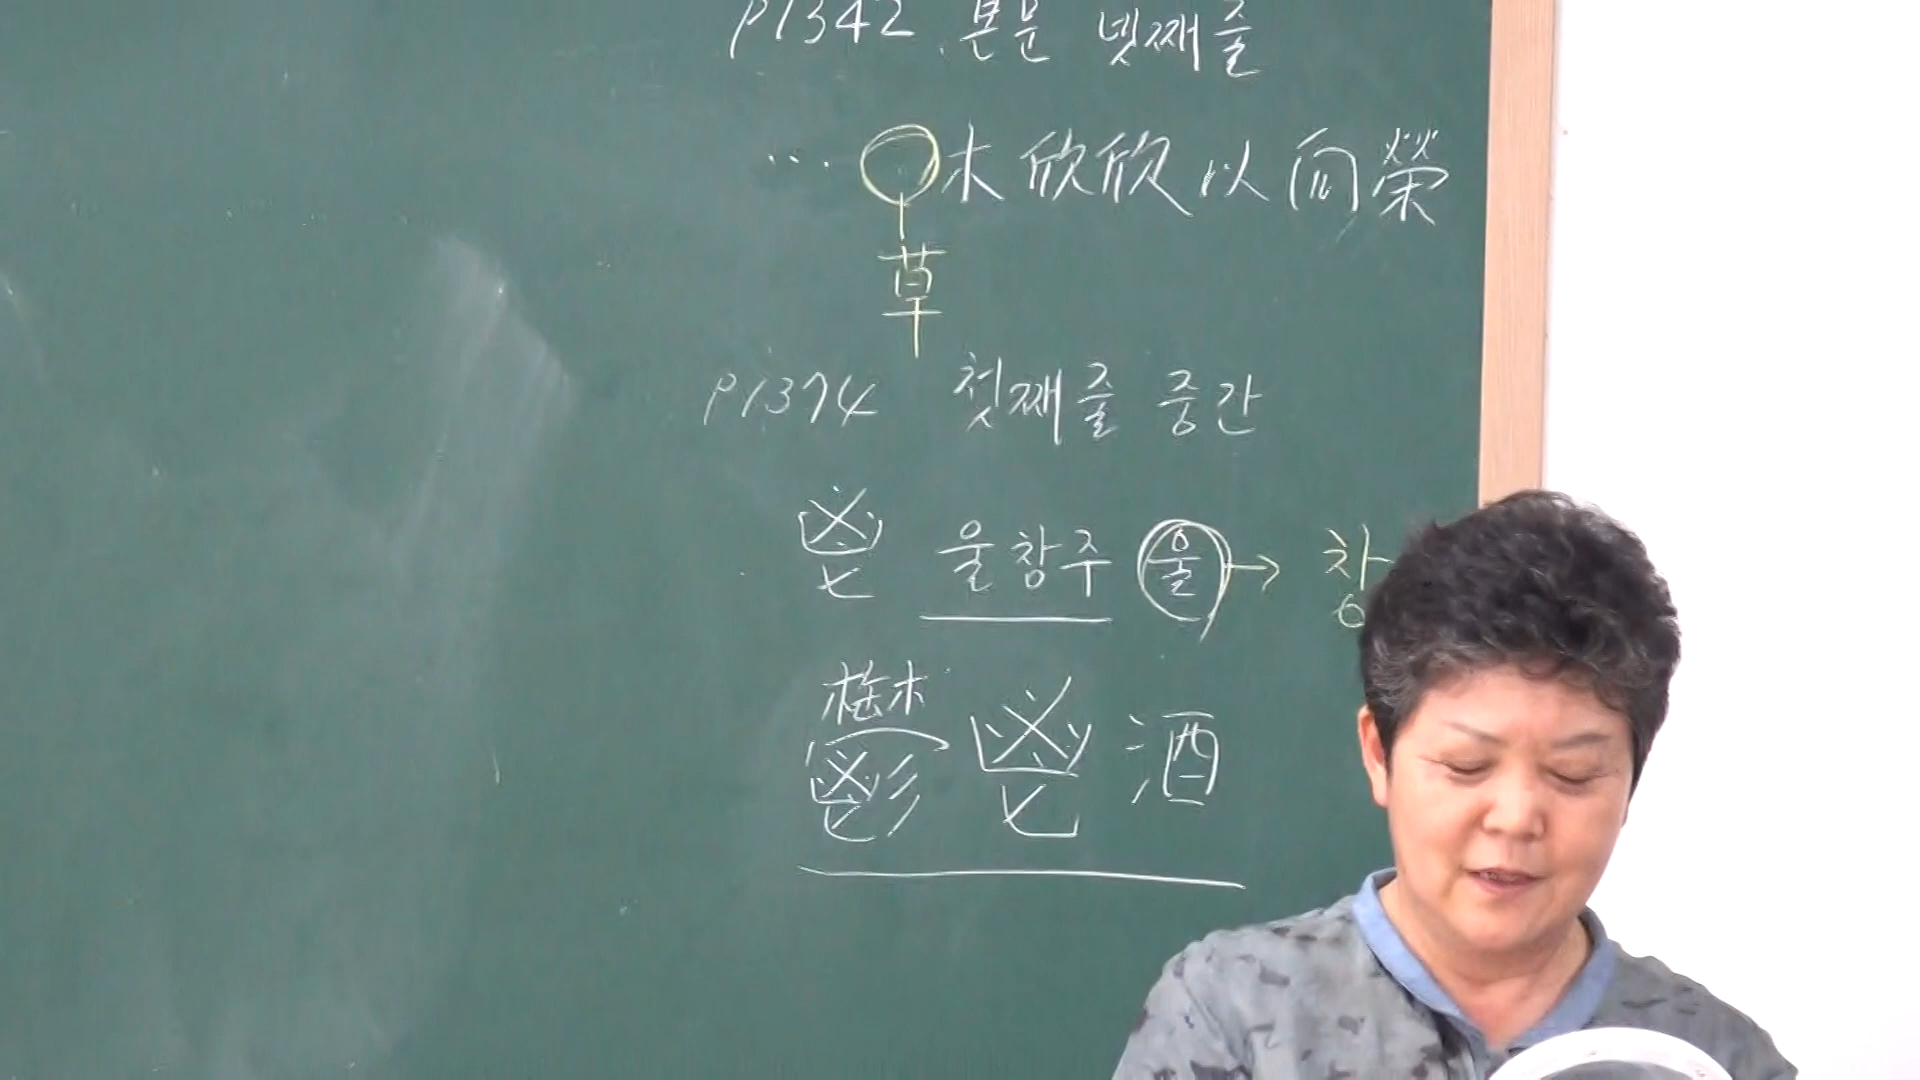 P1342 본문 넷째줄
… ○木欣欣以向榮
草
P1374 첫째줄 중간
鬯 울창주 울 → 창
鬱鬯酒